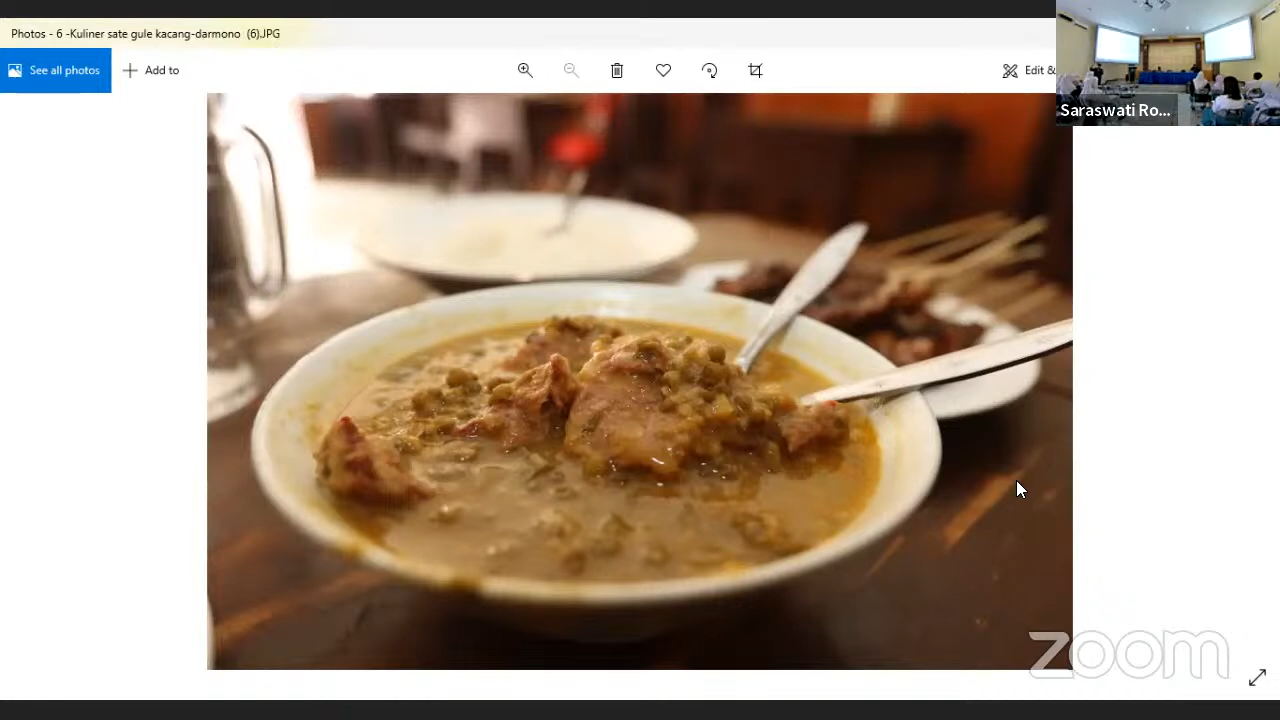 Photos - 6 -Kuliner sate gule kacang-darmono (6).JPG
See all photos
Add to
Edit &
Saraswati Ro...
zoom